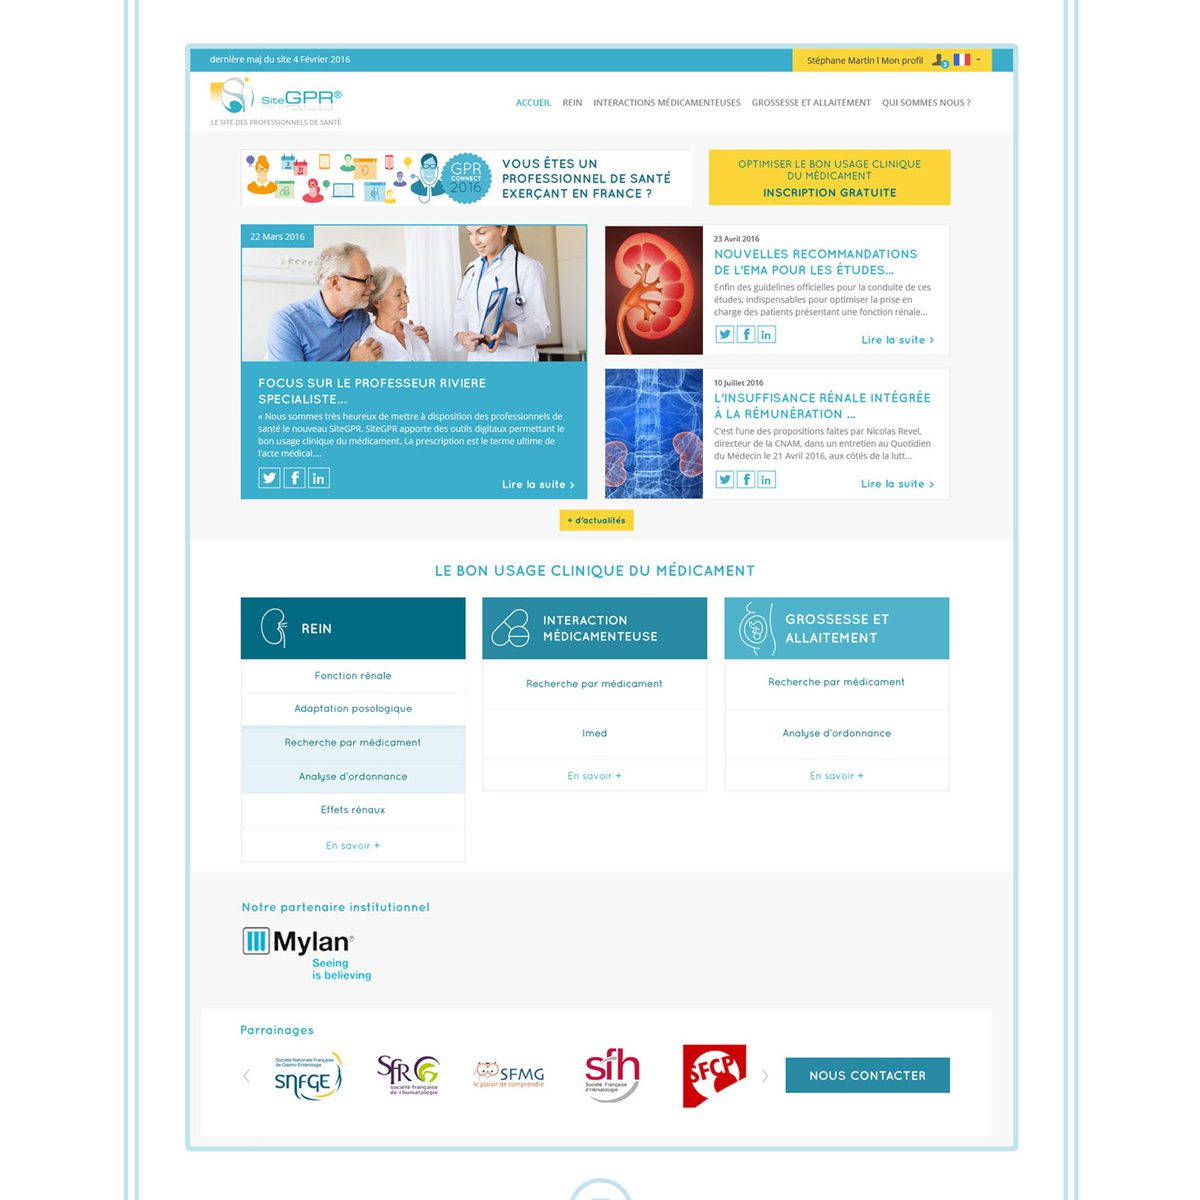 dernière maj du site 4 Février 2016
Stéphane Martin l Mon profil
3
SiteGPR®
LE SITE DES PROFESSIONNELS DE SANTÉ
ACCUEIL REIN INTERACTIONS MÉDICAMENTEUSES GROSSESSE ET ALLAITEMENT QUI SOMMES NOUS ?
GPR
CONNECT
2016
VOUS ÊTES UN
PROFESSIONNEL DE SANTÉ
EXERÇANT EN FRANCE ?
OPTIMISER LE BON USAGE CLINIQUE
DU MÉDICAMENT
INSCRIPTION GRATUITE
22 Mars 2016
FOCUS SUR LE PROFESSEUR RIVIERE
SPECIALISTE...
« Nous sommes très heureux de mettre à disposition des professionnels de
santé le nouveau SiteGPR. SiteGPR apporte des outils digitaux permettant le
bon usage clinique du médicament. La prescription est le terme ultime de
l'acte médical....
Lire la suite >
23 Avril 2016
NOUVELLES RECOMMANDATIONS
DE L'EMA POUR LES ÉTUDES...
Enfin des guidelines officielles pour la conduite de ces
études, indispensables pour optimiser la prise en
charge des patients présentant une fonction rénale...
Lire la suite >
10 Juillet 2016
L'INSUFFISANCE RÉNALE INTÉGRÉE
À LA RÉMUNÉRATION ...
C'est l'une des propositions faites par Nicolas Revel,
directeur de la CNAM, dans un entretien au Quotidien
du Médecin le 21 Avril 2016, aux côtés de la lutt...
Lire la suite >
+ d'actualités
LE BON USAGE CLINIQUE DU MÉDICAMENT
REIN
Fonction rénale
Adaptation posologique
Recherche par médicament
Analyse d'ordonnance
Effets rénaux
En savoir +
INTERACTION
MÉDICAMENTEUSE
Recherche par médicament
Imed
En savoir +
GROSSESSE ET
ALLAITEMENT
Recherche par médicament
Analyse d'ordonnance
En savoir +
Notre partenaire institutionnel
Mylan®
Seeing
is believing
Parrainages
Société Nationale Française
de Gastro-Entérologie
SNFGE
SFR
société française
de rhumatologie
SFMG
le plaisir de comprendre
sfh
Société Française
d'Hématologie
SFCP
NOUS CONTACTER